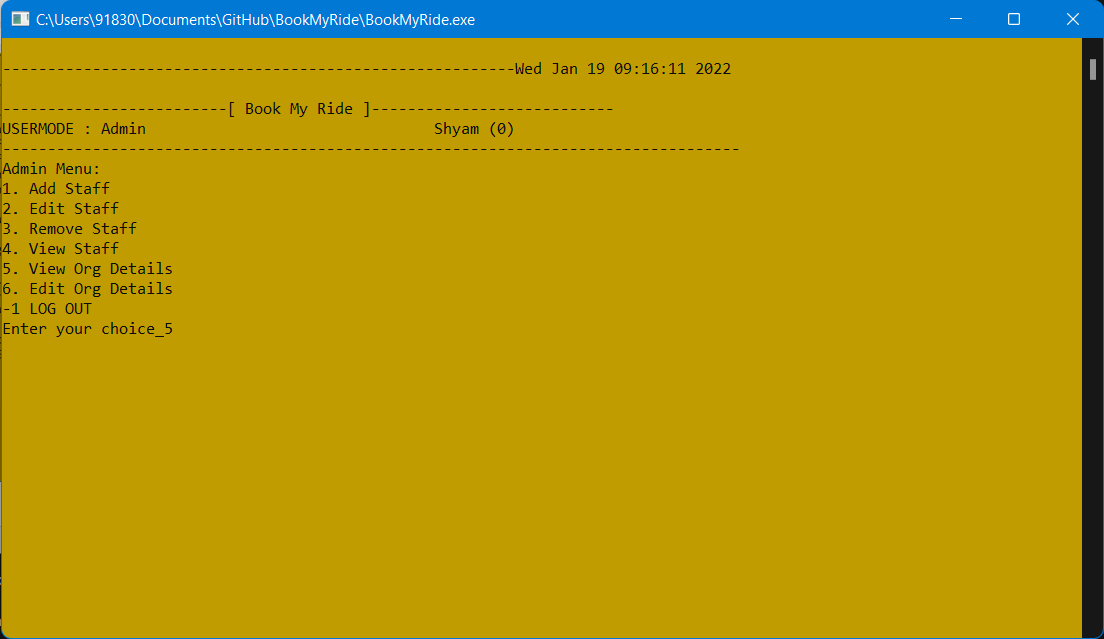 C:\Users\91830\Documents\GitHub\BookMyRide\BookMyRide.exe
---------------------------------------------------------Wed Jan 19 09:16:11 2022
-------------------------[ Book My Ride ]---------------------------
USERMODE : Admin                                Shyam (0)
----------------------------------------------------------------------------------
Admin Menu:
1. Add Staff
2. Edit Staff
3. Remove Staff
4. View Staff
5. View Org Details
6. Edit Org Details
-1 LOG OUT
Enter your choice_5